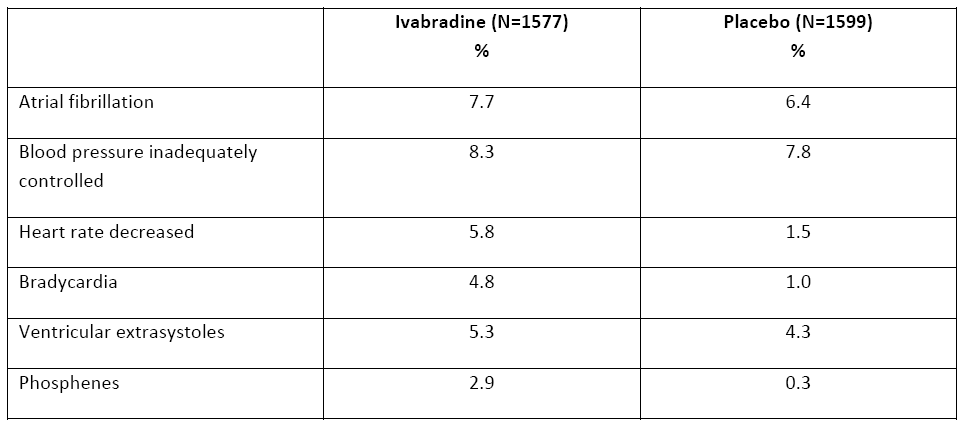 Ivabradine (N=1577) Placebo (N=1599)
% %
Atrial fibrillation 7.7 6.4
Blood pressure inadequately 8.3 7.8
controlled
Heart rate decreased 5.8 1.5
Bradycardia 4.8 1.0
Ventricular extrasystoles 5.3 4.3
Phosphenes 2.9 0.3